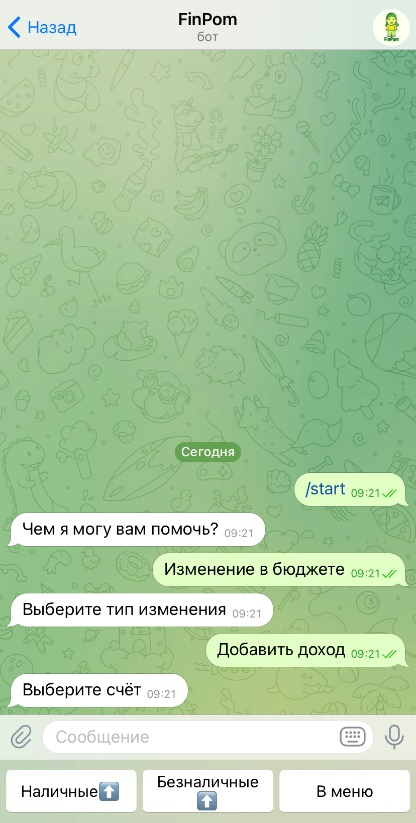 Назад
FinPom
бот
FinPom
Сегодня
/start 09:21
Чем я могу вам помочь? 09:21
Изменение в бюджете 09:21
Выберите тип изменения 09:21
Добавить доход 09:21
Выберите счёт 09:21
Сообщение
Наличные⬆️
Безналичные
⬆️
В меню